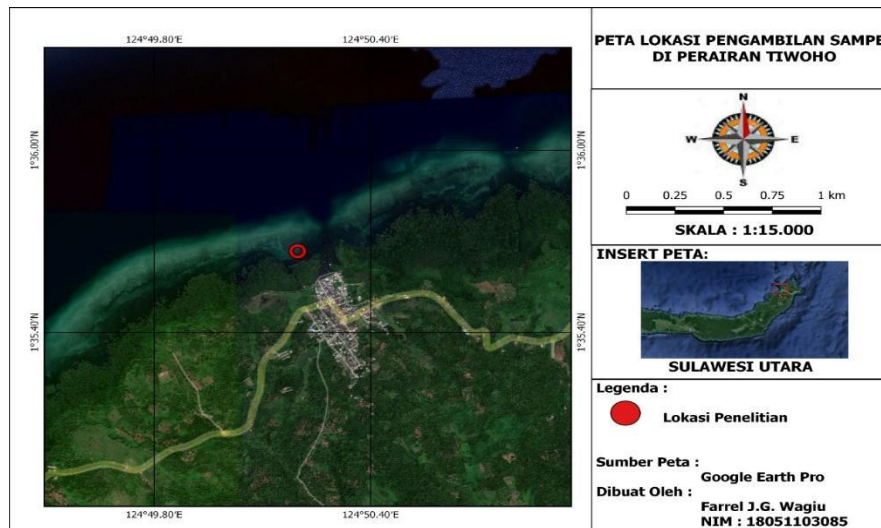 124°49.80'E 124°50.40'E
1°36.00'N
1°35.40'N
1°36.00'N
1°35.40'N
124°49.80'E 124°50.40'E
PETA LOKASI PENGAMBILAN SAMPE
DI PERAIRAN TIWOHO
N
W E
S
0 0.25 0.5 0.75 1 km
SKALA : 1:15.000
INSERT PETA:
SULAWESI UTARA
Legenda :
Lokasi Penelitian
Sumber Peta :
Google Earth Pro
Dibuat Oleh :
Farrel J.G. Wagiu
NIM : 18051103085